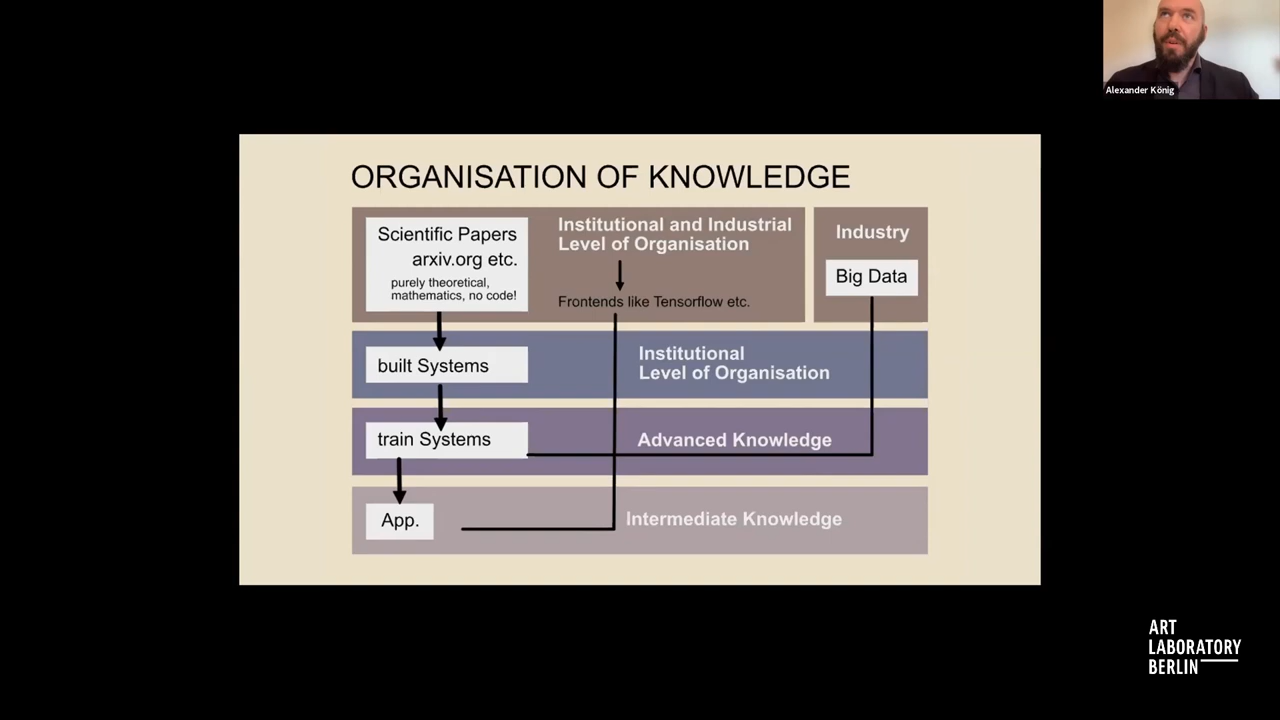 Alexander König
ORGANISATION OF KNOWLEDGE
Scientific Papers
arxiv.org etc.
purely theoretical,
mathematics, no code!
Institutional and Industrial
Level of Organisation
Frontends like Tensorflow etc.
Industry
Big Data
built Systems
Institutional
Level of Organisation
train Systems
Advanced Knowledge
App.
Intermediate Knowledge
ART
LABORATORY
BERLIN